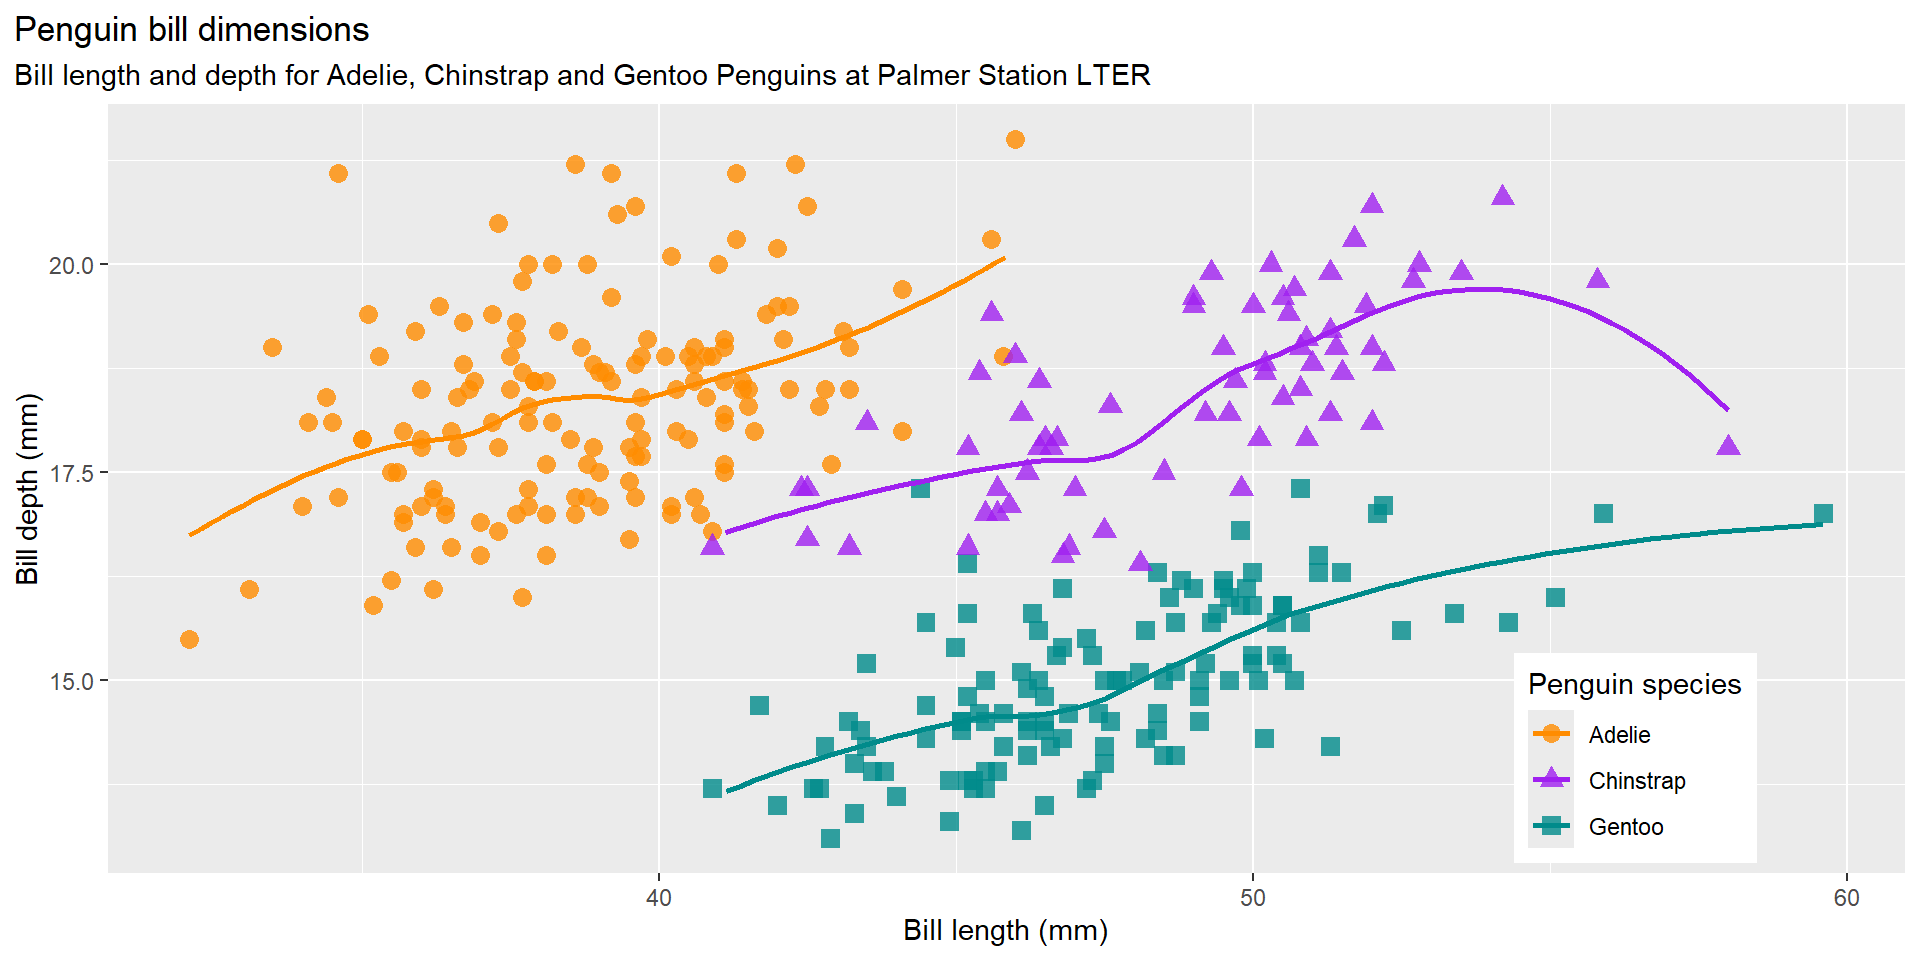 Penguin bill dimensions
Bill length and depth for Adelie, Chinstrap and Gentoo Penguins at Palmer Station LTER
Bill depth (mm)
20.0
17.5
15.0
Penguin species
Adelie
Chinstrap
Gentoo
40
50
60
Bill length (mm)